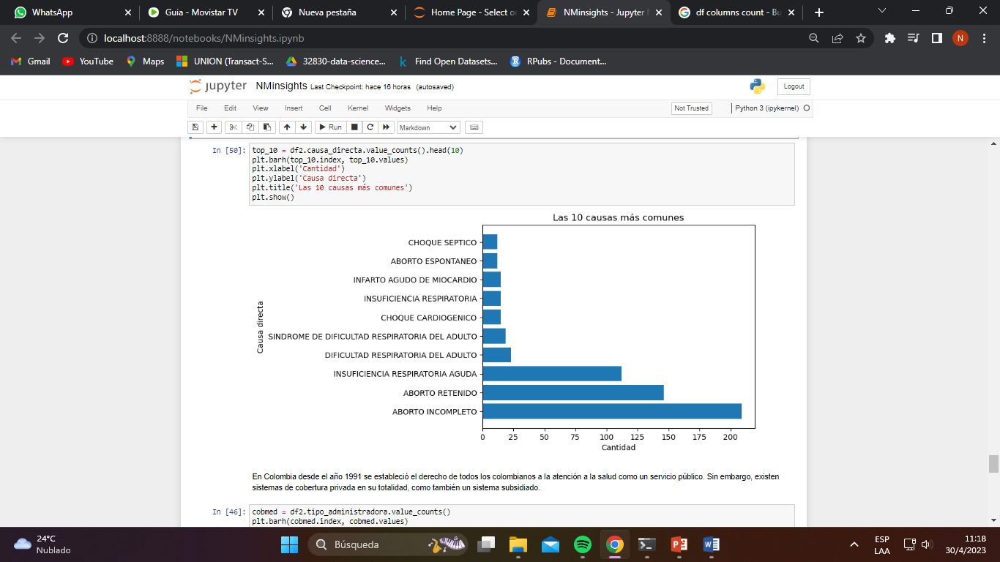 WhatsApp
Guia - Movistar TV
Nueva pestaña
Home Page - Select or
NMinsights - Jupyter N
df columns count - Bu
localhost:8888/notebooks/NMinsights.ipynb
N
Gmail
YouTube
Maps
UNION (Transact-S...
32830-data-science...
Find Open Datasets...
RPubs - Document...
jupyter NMinsights Last Checkpoint: hace 16 horas (autosaved)
Logout
File Edit View Insert Cell Kernel Widgets Help
Not Trusted
Python 3 (ipykernel)
Run
Markdown
In [50]:
top_10 = df2.causa_directa.value_counts().head(10)
plt.barh(top_10.index, top_10.values)
plt.xlabel('Cantidad')
plt.ylabel('Causa directa')
plt.title('Las 10 causas más comunes')
plt.show()
Las 10 causas más comunes
Causa directa
CHOQUE SEPTICO
ABORTO ESPONTANEO
INFARTO AGUDO DE MIOCARDIO
INSUFICIENCIA RESPIRATORIA
CHOQUE CARDIOGENICO
SINDROME DE DIFICULTAD RESPIRATORIA DEL ADULTO
DIFICULTAD RESPIRATORIA DEL ADULTO
INSUFICIENCIA RESPIRATORIA AGUDA
ABORTO RETENIDO
ABORTO INCOMPLETO
0 25 50 75 100 125 150 175 200
Cantidad
En Colombia desde el año 1991 se estableció el derecho de todos los colombianos a la atención a la salud como un servicio público. Sin embargo, existen
sistemas de cobertura privada en su totalidad, como también un sistema subsidiado.
In [46]:
cobmed = df2.tipo_administradora.value_counts()
plt.barh(cobmed.index, cobmed.values)
24°C
Nublado
Búsqueda
ESP
LAA
11:18
30/4/2023